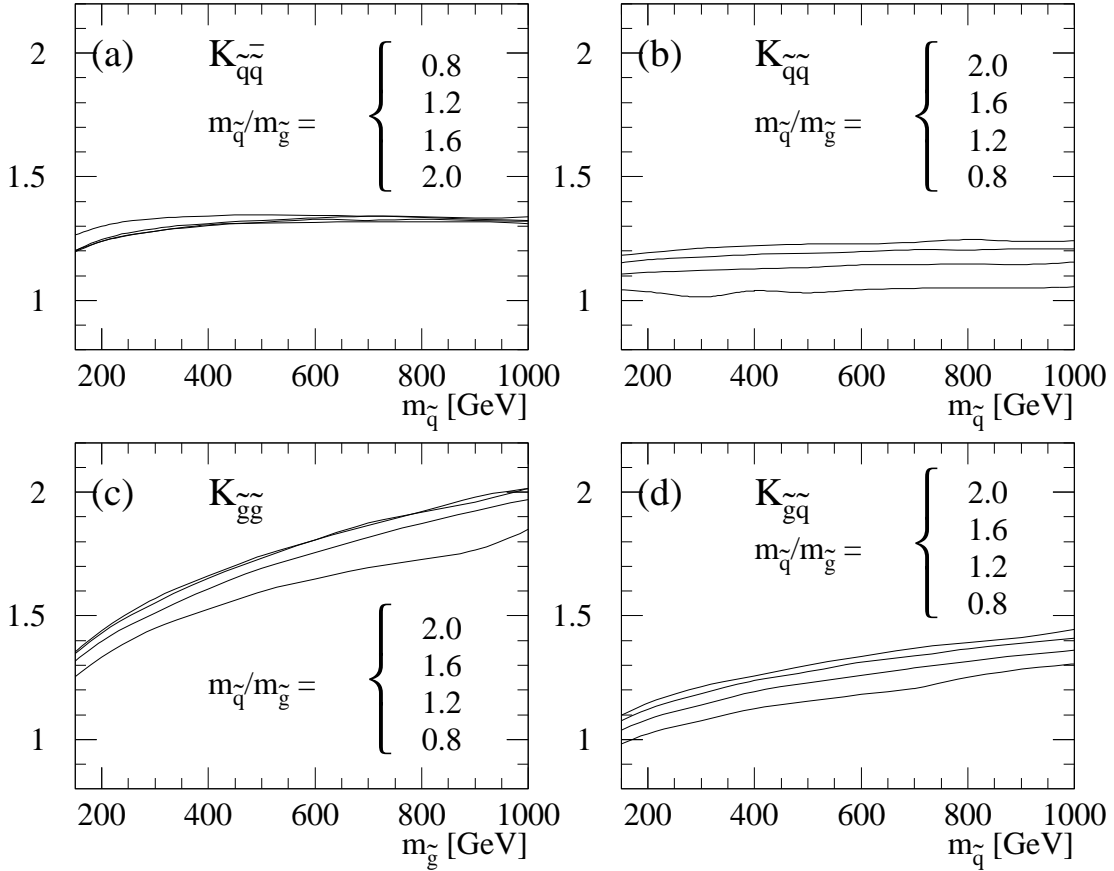 (a) K q̃q̃̄
m q̃ /m g̃ =
0.8
1.2
1.6
2.0
2
1.5
1
200 400 600 800 1000
m q̃ [GeV]
(b) K q̃q̃
m q̃ /m g̃ =
2.0
1.6
1.2
0.8
2
1.5
1
200 400 600 800 1000
m q̃ [GeV]
(c) K g̃g̃
m q̃ /m g̃ =
2.0
1.6
1.2
0.8
2
1.5
1
200 400 600 800 1000
m g̃ [GeV]
(d) K g̃q̃
m q̃ /m g̃ =
2.0
1.6
1.2
0.8
2
1.5
1
200 400 600 800 1000
m q̃ [GeV]